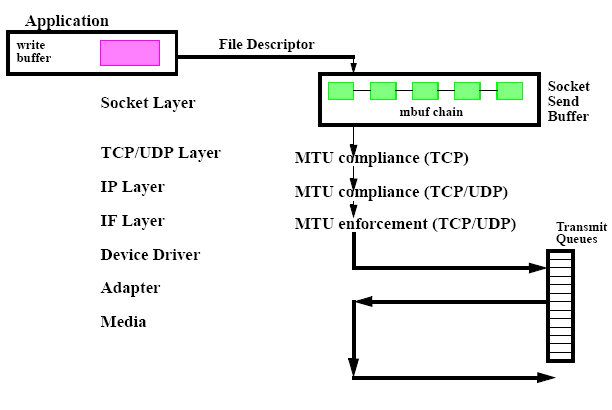 Application
write
buffer
File Descriptor
Socket Layer
mbuf chain
Socket
Send
Buffer
TCP/UDP Layer
MTU compliance (TCP)
IP Layer
MTU compliance (TCP/UDP)
IF Layer
MTU enforcement (TCP/UDP)
Transmit
Queues
Device Driver
Adapter
Media